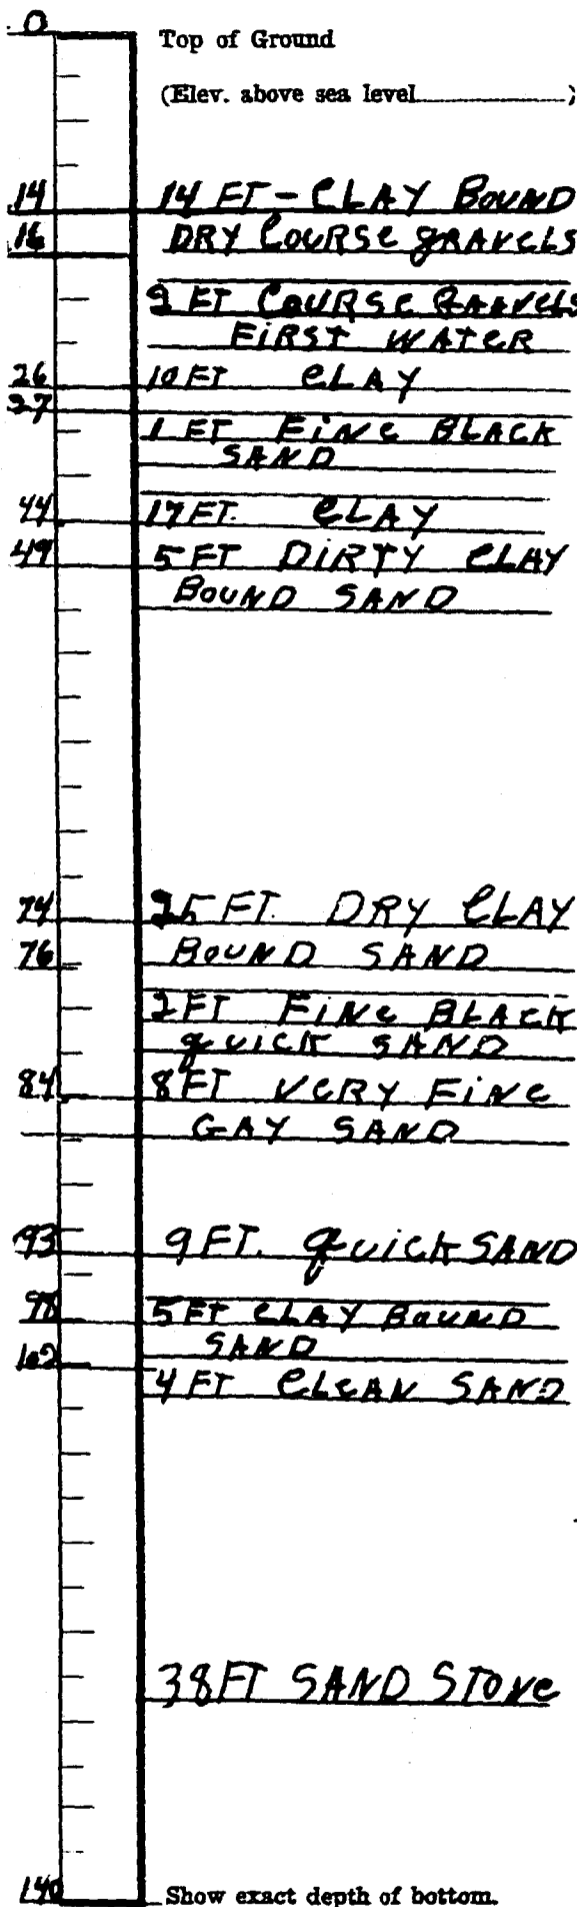 0
Top of Ground
(Elev. above sea level)
14 14 FT - CLAY BOUND
16 DRY COURSE GRAVELS
2 FT COURSE GRAVELS
FIRST WATER
26 10 FT CLAY
27
1 FT FINE BLACK
SAND
44 17 FT. CLAY
49 5 FT DIRTY CLAY
BOUND SAND
74 25 FT. DRY CLAY
76 BOUND SAND
2 FT FINE BLACK
QUICK SAND
84 8 FT VERY FINE
GAY SAND
93 9 FT. QUICK SAND
98 5 FT CLAY BOUND
SAND
102
4 FT CLEAN SAND
38 FT SAND STONE
140 Show exact depth of bottom.